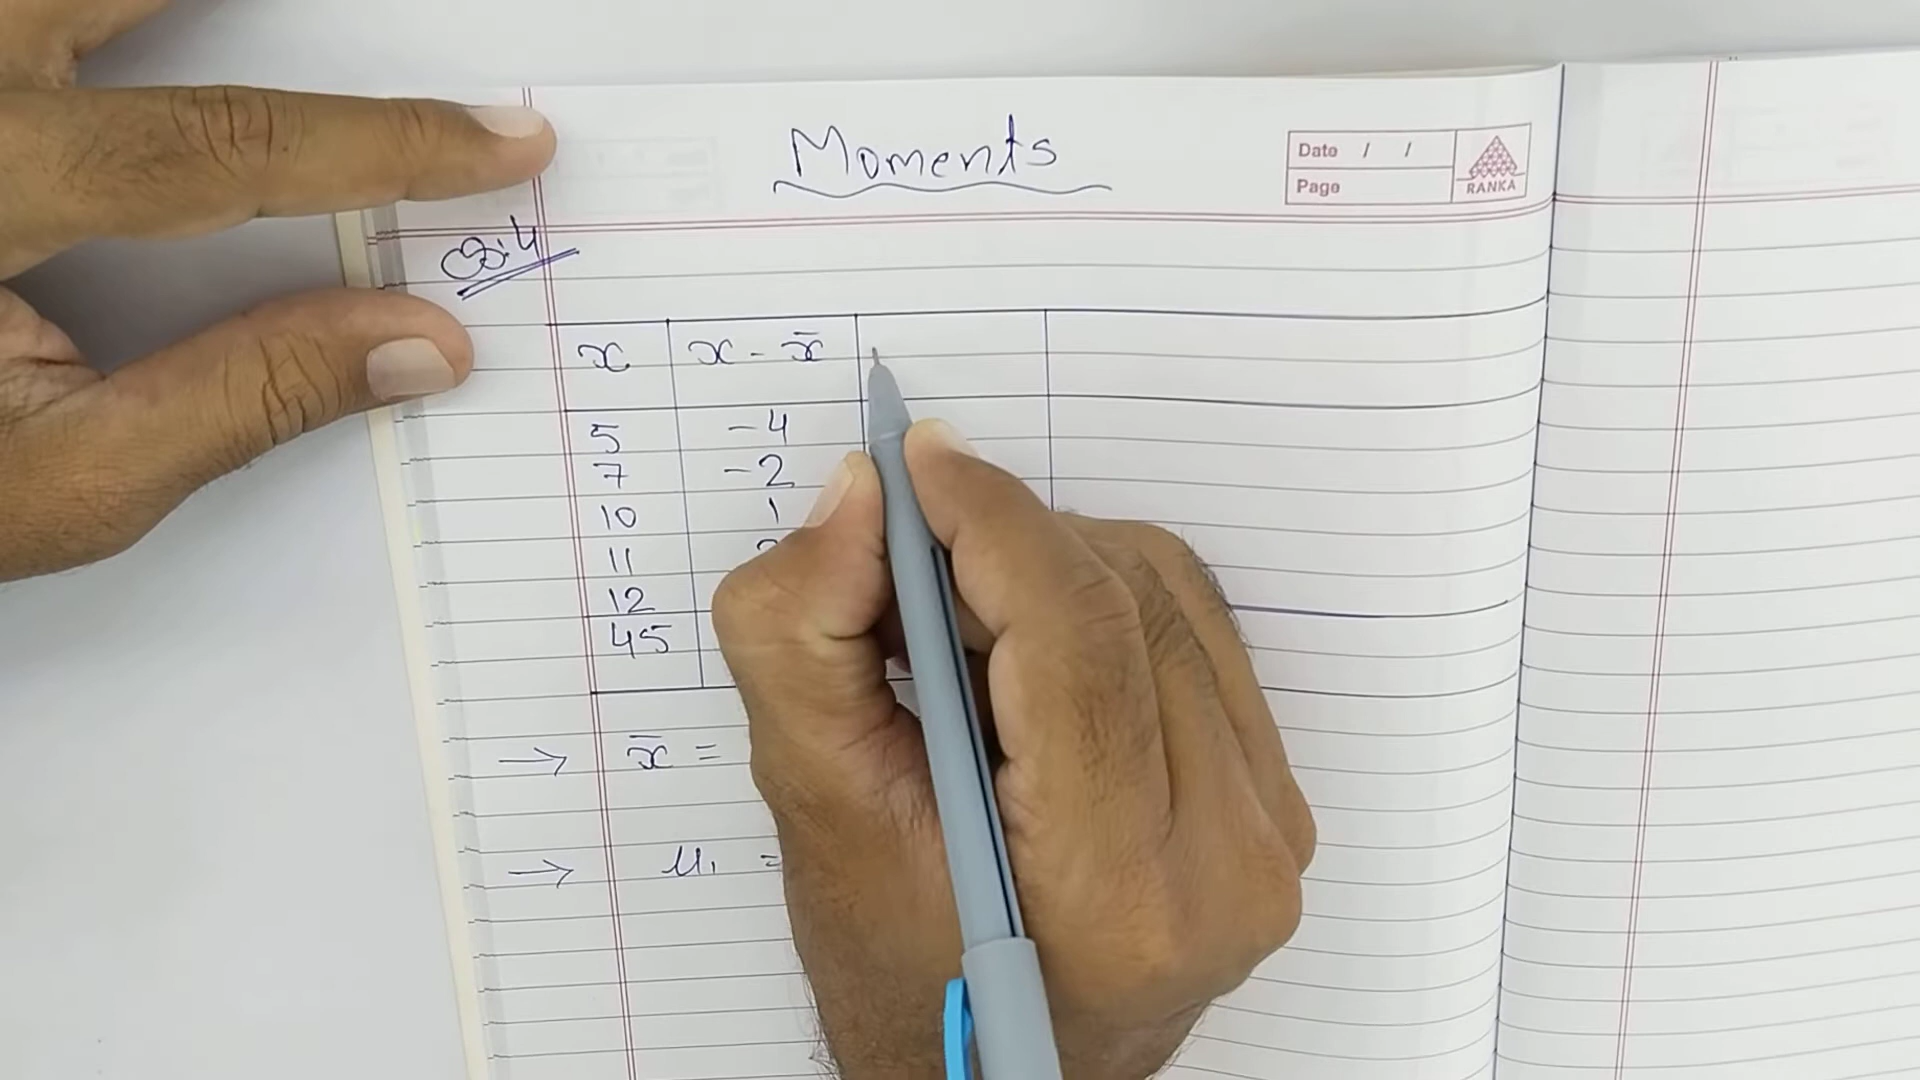 Moments
Date / /
Page
RANKA
Q:4
x x - x̄
5 -4
7 -2
10 1
11
12
45
→ x̄ =
→ μ₁ =